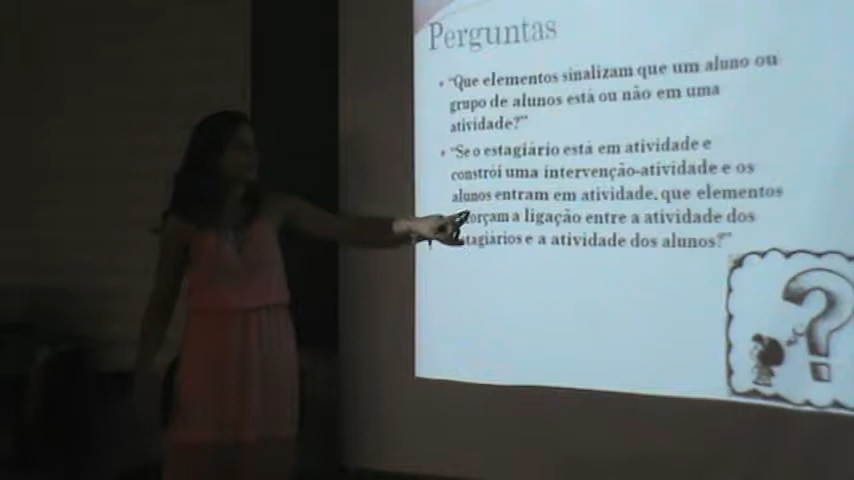 Perguntas
• "Que elementos sinalizam que um aluno ou
grupo de alunos está ou não em uma
atividade?"
• "Se o estagiário está em atividade e
constrói uma intervenção-atividade e os
alunos entram em atividade, que elementos
a ligação entre a atividade dos
e a atividade dos alunos?"